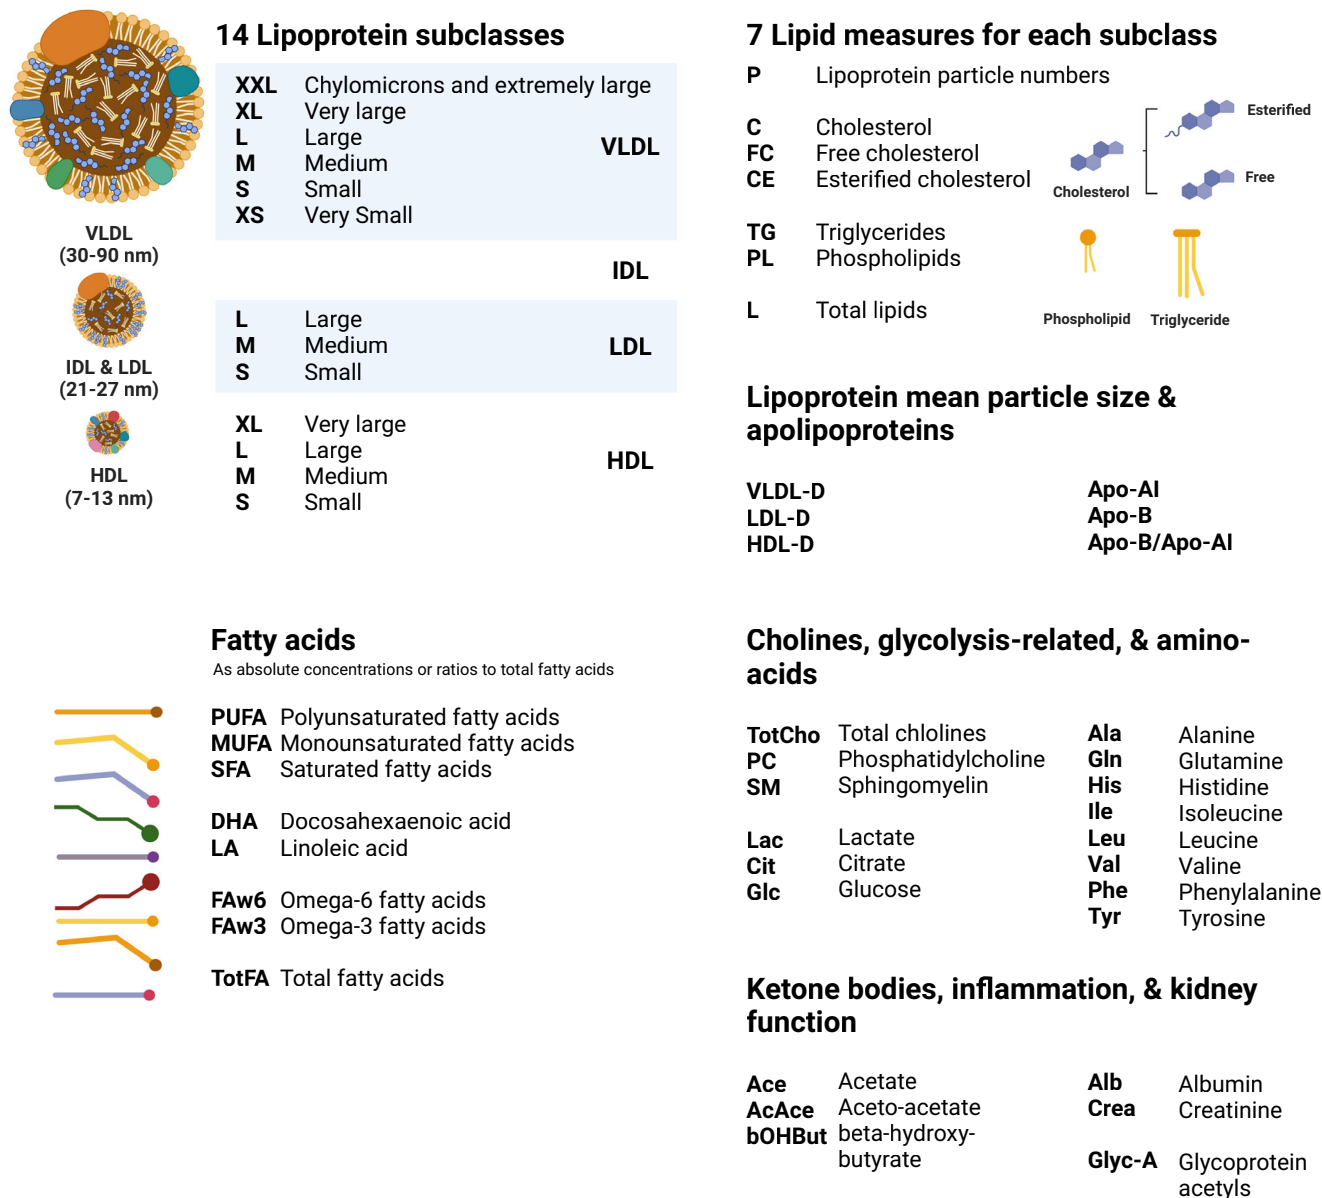 14 Lipoprotein subclasses
XXL Chylomicrons and extremely large
XL Very large
L Large
M Medium
S Small
XS Very Small
VLDL
IDL
L Large
M Medium
S Small
LDL
XL Very large
L Large
M Medium
S Small
HDL
VLDL
(30-90 nm)
IDL & LDL
(21-27 nm)
HDL
(7-13 nm)
7 Lipid measures for each subclass
P Lipoprotein particle numbers
C Cholesterol
FC Free cholesterol
CE Esterified cholesterol
TG Triglycerides
PL Phospholipids
L Total lipids
Cholesterol
Esterified
Free
Phospholipid
Triglyceride
Lipoprotein mean particle size &
apolipoproteins
VLDL-D
LDL-D
HDL-D
Apo-AI
Apo-B
Apo-B/Apo-AI
Fatty acids
As absolute concentrations or ratios to total fatty acids
PUFA Polyunsaturated fatty acids
MUFA Monounsaturated fatty acids
SFA Saturated fatty acids
DHA Docosahexaenoic acid
LA Linoleic acid
FAw6 Omega-6 fatty acids
FAw3 Omega-3 fatty acids
TotFA Total fatty acids
Cholines, glycolysis-related, & amino-
acids
TotCho Total chlolines
PC Phosphatidylcholine
SM Sphingomyelin
Lac Lactate
Cit Citrate
Glc Glucose
Ala Alanine
Gln Glutamine
His Histidine
Ile Isoleucine
Leu Leucine
Val Valine
Phe Phenylalanine
Tyr Tyrosine
Ketone bodies, inflammation, & kidney
function
Ace Acetate
AcAce Aceto-acetate
bOHBut beta-hydroxy-
butyrate
Alb Albumin
Crea Creatinine
Glyc-A Glycoprotein
acetyls